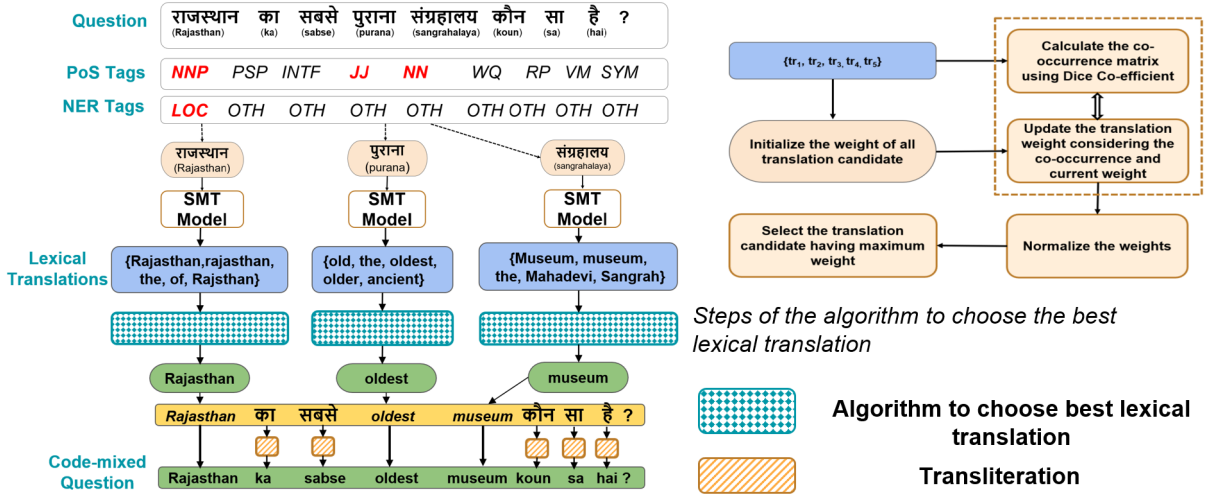 Question
राजस्थान का सबसे पुराना संग्रहालय कौन सा है ?
(Rajasthan) (ka) (sabse) (purana) (sangrahalaya) (koun) (sa) (hai)
PoS Tags
NNP PSP INTF JJ NN WQ RP VM SYM
NER Tags
LOC OTH OTH OTH OTH OTH OTH OTH OTH
राजस्थान
(Rajasthan)
पुराना
(purana)
संग्रहालय
(sangrahalaya)
SMT
Model
SMT
Model
SMT
Model
Lexical
Translations
{Rajasthan,rajasthan,
the, of, Rajsthan}
{old, the, oldest,
older, ancient}
{Museum, museum,
the, Mahadevi, Sangrah}
Rajasthan
oldest
museum
Rajasthan का सबसे oldest museum कौन सा है ?
Code-mixed
Question
Rajasthan ka sabse oldest museum koun sa hai ?
{tr1, tr2, tr3, tr4, tr5}
Calculate the co-
occurrence matrix
using Dice Co-efficient
Initialize the weight of all
translation candidate
Update the translation
weight considering the
co-occurrence and
current weight
Select the translation
candidate having maximum
weight
Normalize the weights
Steps of the algorithm to choose the best
lexical translation
Algorithm to choose best lexical
translation
Transliteration